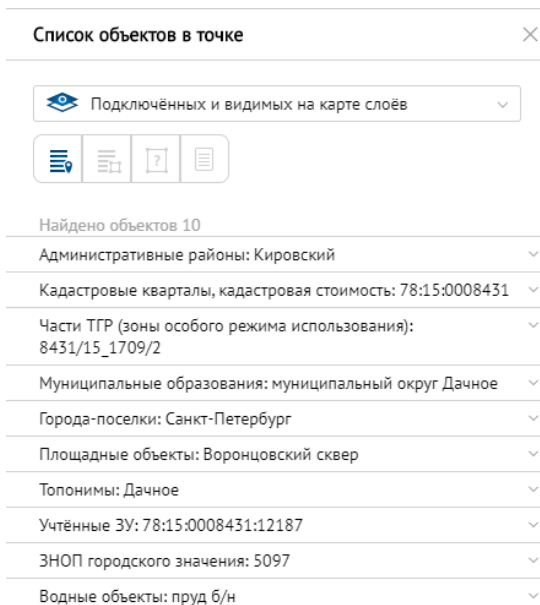 Список объектов в точке
Подключённых и видимых на карте слоёв
?
Найдено объектов 10
Административные районы: Кировский
Кадастровые кварталы, кадастровая стоимость: 78:15:0008431
Части ТГР (зоны особого режима использования):
8431/15_1709/2
Муниципальные образования: муниципальный округ Дачное
Города-поселки: Санкт-Петербург
Площадные объекты: Воронцовский сквер
Топонимы: Дачное
Учтённые ЗУ: 78:15:0008431:12187
ЗНОП городского значения: 5097
Водные объекты: пруд б/н